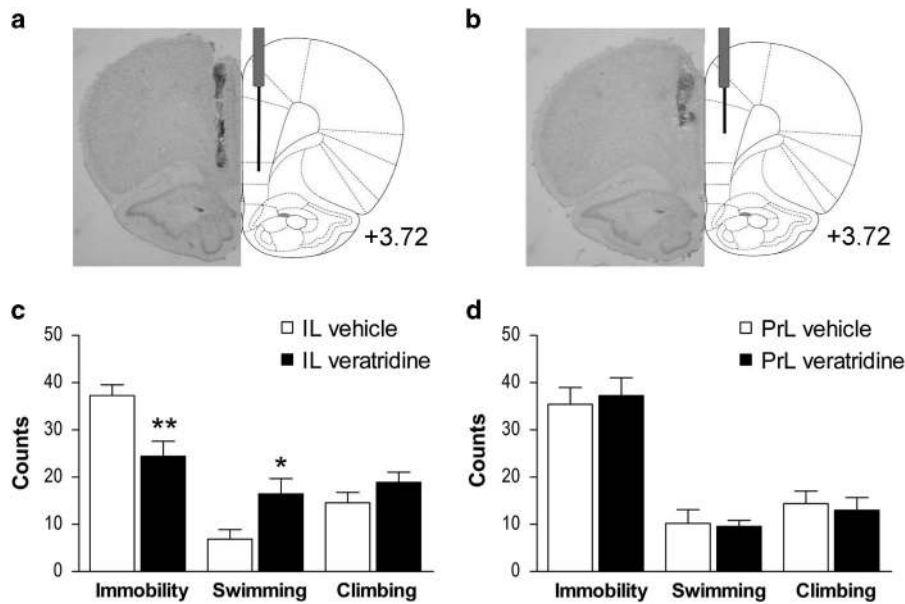 a
b
+3.72
+3.72
c
50
40
30
20
10
0
Counts
IL vehicle
IL veratridine
**
*
Immobility Swimming Climbing
d
50
40
30
20
10
0
Counts
PrL vehicle
PrL veratridine
Immobility Swimming Climbing